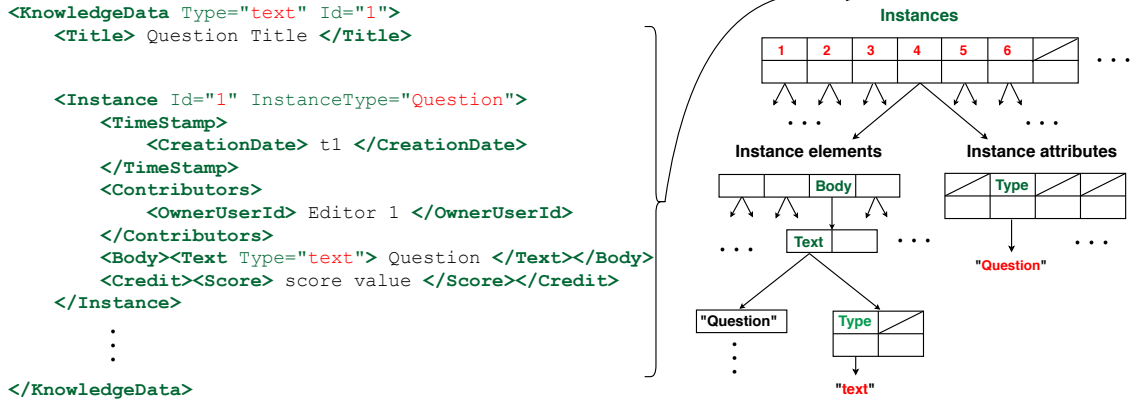 <KnowledgeData Type="text" Id="1">
<Title> Question Title </Title>
<Instance Id="1" InstanceType="Question">
<TimeStamp>
<CreationDate> t1 </CreationDate>
</TimeStamp>
<Contributors>
<OwnerUserId> Editor 1 </OwnerUserId>
</Contributors>
<Body><Text Type="text"> Question </Text></Body>
<Credit><Score> score value </Score></Credit>
</Instance>
.
.
.
</KnowledgeData>
Instances
1 2 3 4 5 6
. . .
. . . . . .
Instance elements Instance attributes
Body Type
. . . Text . . . . . .
"Question"
"Question" Type
.
.
.
"text"